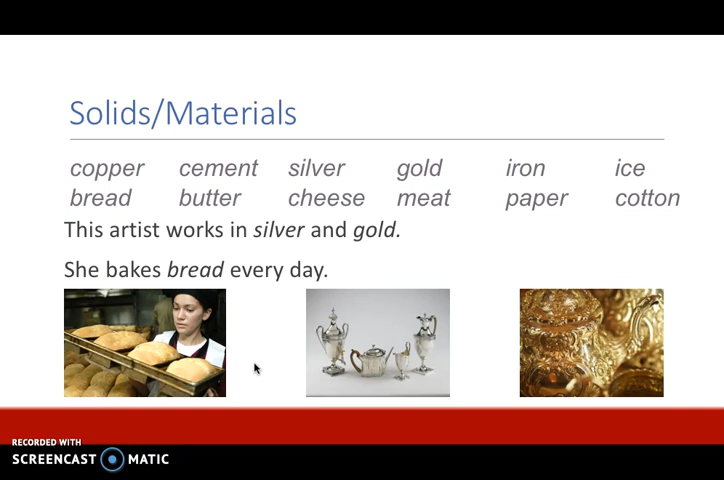 Solids/Materials
copper cement silver gold iron ice
bread butter cheese meat paper cotton
This artist works in silver and gold.
She bakes bread every day.
RECORDED WITH
SCREENCAST MATIC